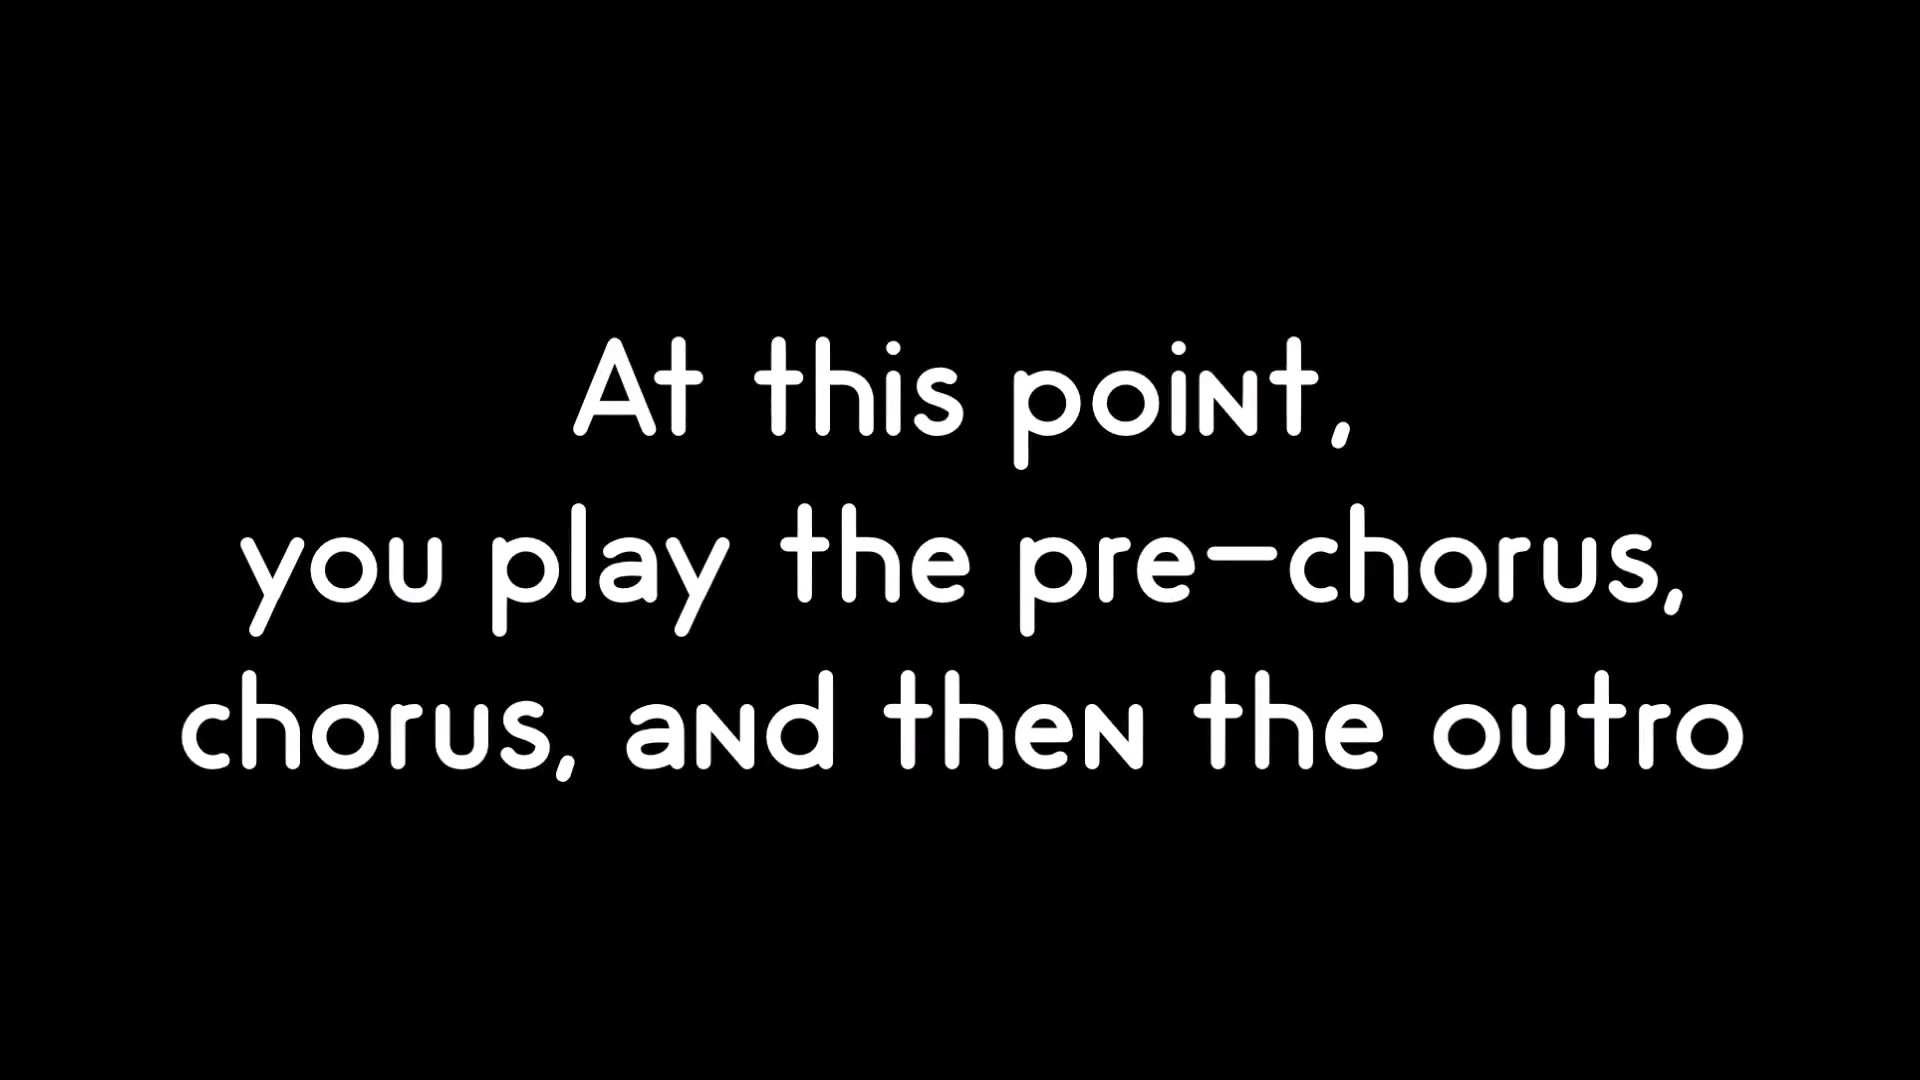 At this point,
you play the pre-chorus,
chorus, and then the outro